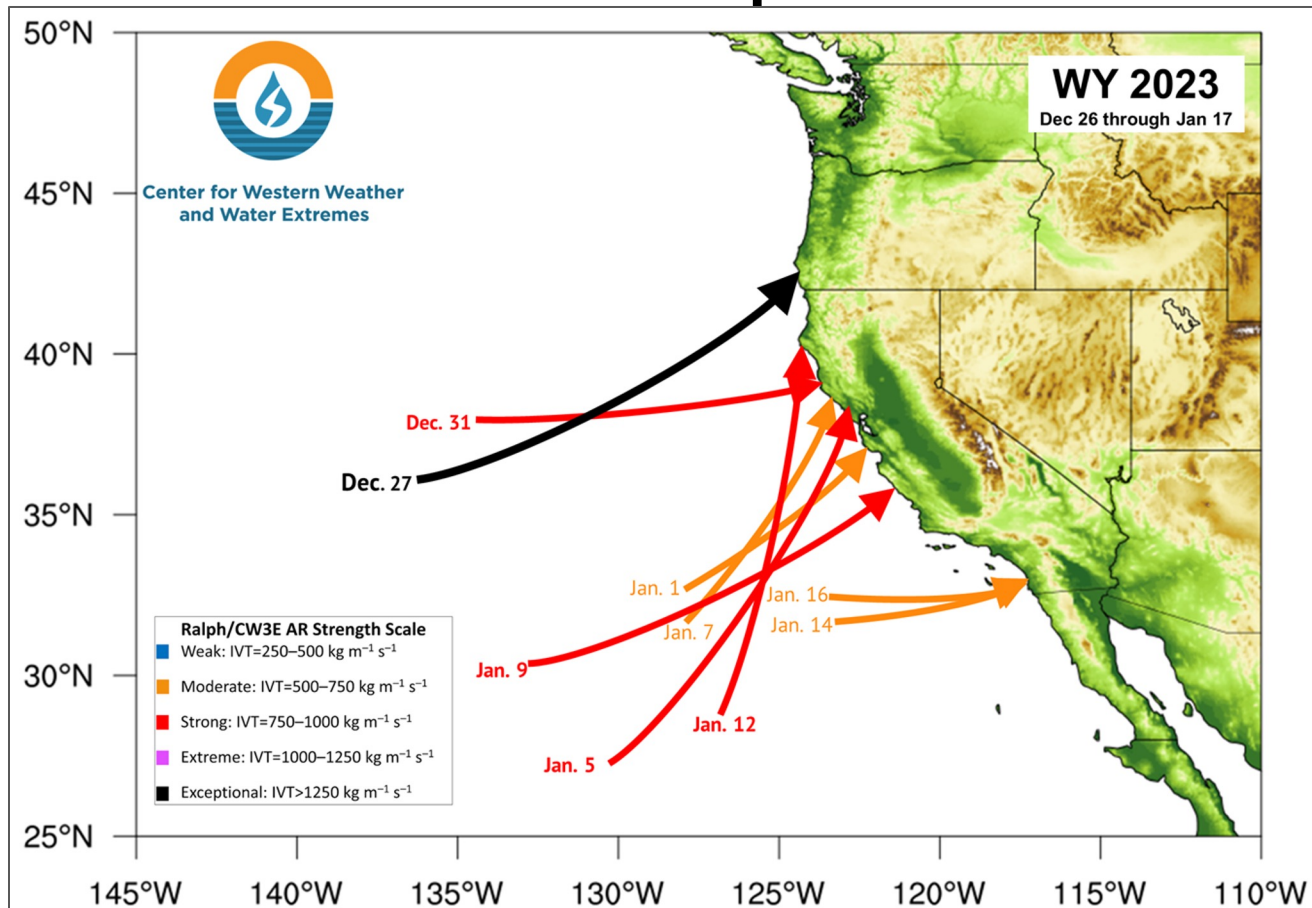 50°N
45°N
40°N
35°N
30°N
25°N
145°W
140°W
135°W
130°W
125°W
120°W
115°W
110°W
Center for Western Weather
and Water Extremes
WY 2023
Dec 26 through Jan 17
Dec. 31
Dec. 27
Jan. 1
Jan. 16
Jan. 7
Jan. 14
Jan. 9
Jan. 12
Jan. 5
Ralph/CW3E AR Strength Scale
Weak: IVT=250–500 kg m⁻¹ s⁻¹
Moderate: IVT=500–750 kg m⁻¹ s⁻¹
Strong: IVT=750–1000 kg m⁻¹ s⁻¹
Extreme: IVT=1000–1250 kg m⁻¹ s⁻¹
Exceptional: IVT>1250 kg m⁻¹ s⁻¹